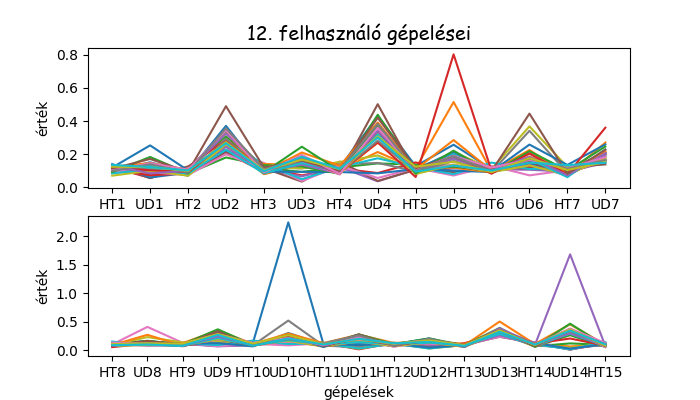 12. felhasználó gépelései
érték
0.8
0.6
0.4
0.2
0.0
HT1 UD1 HT2 UD2 HT3 UD3 HT4 UD4 HT5 UD5 HT6 UD6 HT7 UD7
érték
2.0
1.5
1.0
0.5
0.0
HT8 UD8 HT9 UD9 HT10 UD10 HT11 UD11 HT12 UD12 HT13 UD13 HT14 UD14 HT15
gépelések